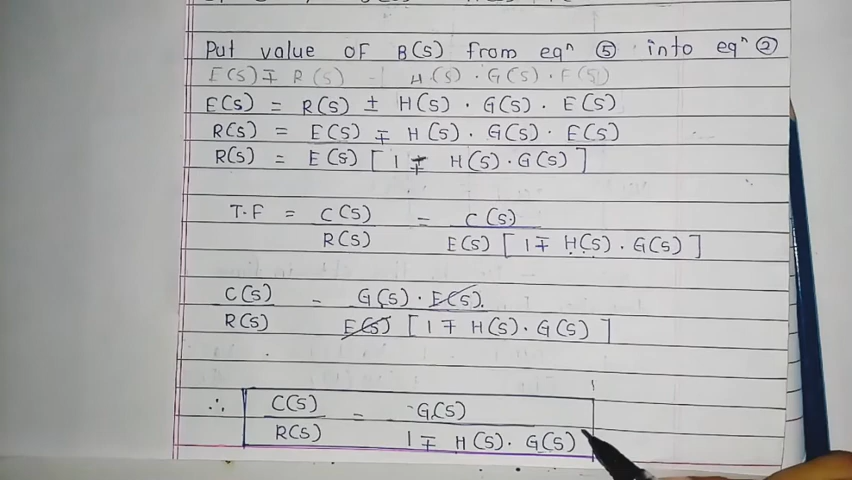 Put value of B(s) from eqⁿ ⑤ into eqⁿ ②
E(s) ∓ R(s) H(s) · G(s) · E(s)
E(s) = R(s) ± H(s) · G(s) · E(s)
R(s) = E(s) ∓ H(s) · G(s) · E(s)
R(s) = E(s) [ 1 ∓ H(s) · G(s) ]
T.F = C(s) / R(s) = C(s) / E(s) [ 1 ∓ H(s) · G(s) ]
C(s) / R(s) = G(s) · E(s) / E(s) [ 1 ∓ H(s) · G(s) ]
∴ C(s) / R(s) = G(s) / 1 ∓ H(s) · G(s)